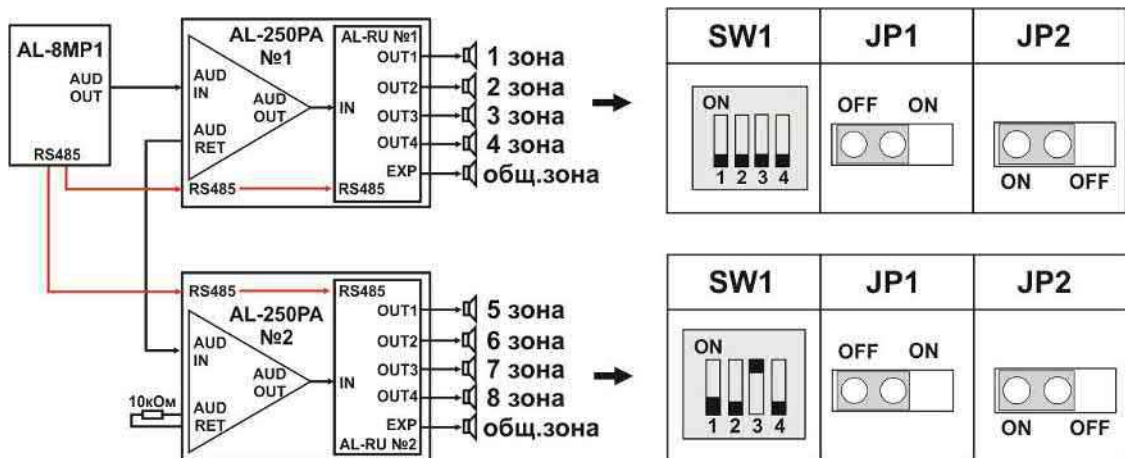 AL-8MP1
AUD
OUT
RS485
AL-250PA
№1
AUD
IN
AUD
OUT
AUD
RET
RS485
AL-RU №1
OUT1
OUT2
IN
OUT3
OUT4
EXP
RS485
1 зона
2 зона
3 зона
4 зона
общ.зона
SW1 JP1 JP2
ON
1 2 3 4
OFF ON
ON OFF
RS485
AL-250PA
№2
AUD
IN
AUD
OUT
10кОм
AUD
RET
RS485
OUT1
OUT2
OUT3
IN
OUT4
EXP
AL-RU №2
5 зона
6 зона
7 зона
8 зона
общ.зона
SW1 JP1 JP2
ON
1 2 3 4
OFF ON
ON OFF